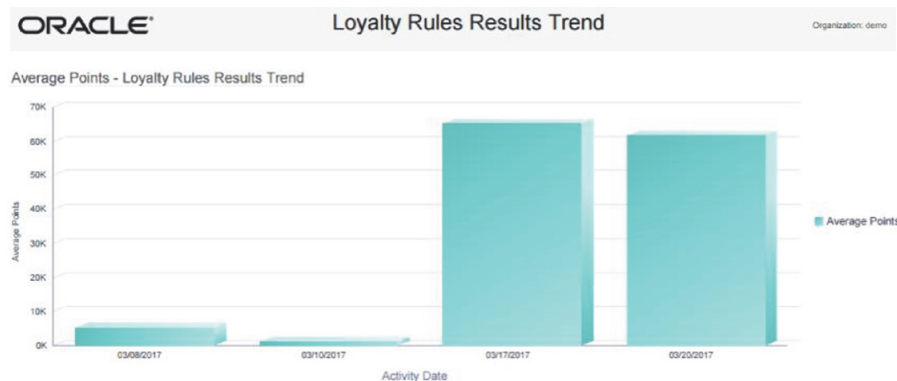 ORACLE®
Loyalty Rules Results Trend
Organization: demo
Average Points - Loyalty Rules Results Trend
70K
60K
50K
40K
30K
20K
10K
0K
Average Points
03/08/2017
03/10/2017
03/17/2017
03/20/2017
Activity Date
Average Points